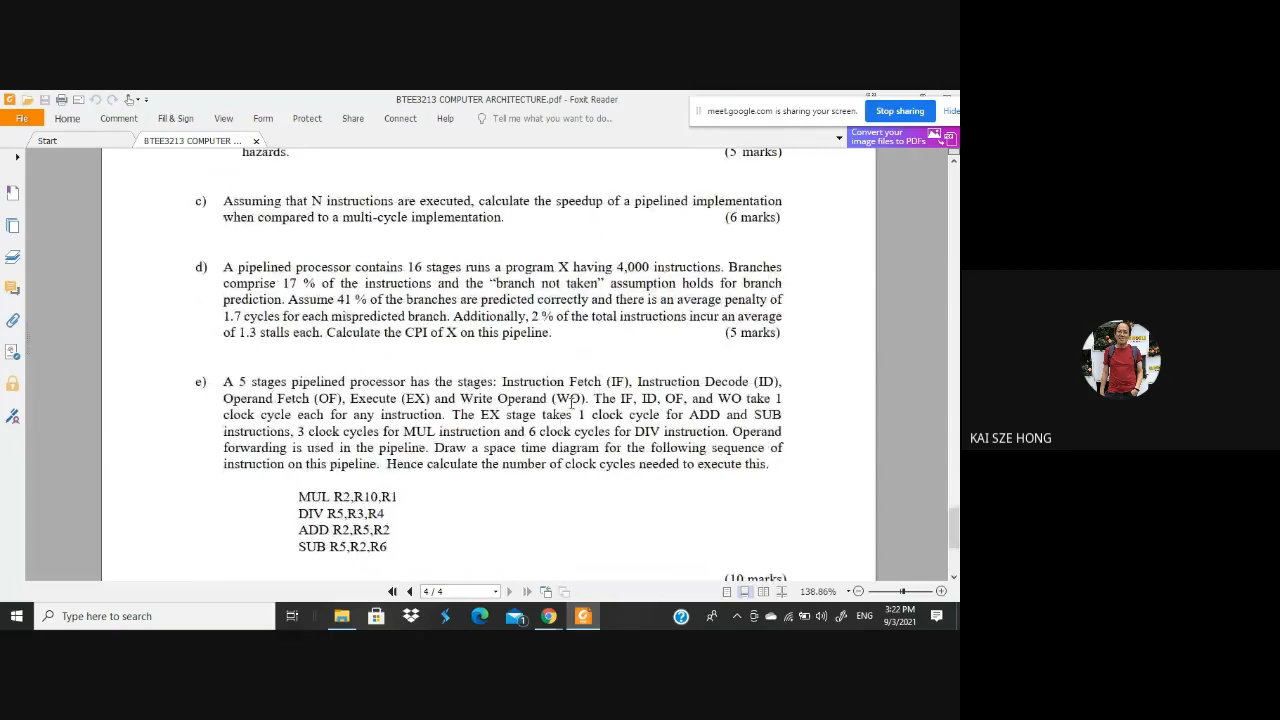 BTEE3213 COMPUTER ARCHITECTURE.pdf - Foxit Reader
meet.google.com is sharing your screen.
Stop sharing
Hide
File
Home
Comment
Fill & Sign
View
Form
Protect
Share
Connect
Help
Tell me what you want to do..
Convert your
image files to PDFs
Start
BTEE3213 COMPUTER ...
hazards. (5 marks)
c) Assuming that N instructions are executed, calculate the speedup of a pipelined implementation
when compared to a multi-cycle implementation. (6 marks)
d) A pipelined processor contains 16 stages runs a program X having 4,000 instructions. Branches
comprise 17 % of the instructions and the “branch not taken” assumption holds for branch
prediction. Assume 41 % of the branches are predicted correctly and there is an average penalty of
1.7 cycles for each mispredicted branch. Additionally, 2 % of the total instructions incur an average
of 1.3 stalls each. Calculate the CPI of X on this pipeline. (5 marks)
e) A 5 stages pipelined processor has the stages: Instruction Fetch (IF), Instruction Decode (ID),
Operand Fetch (OF), Execute (EX) and Write Operand (WO). The IF, ID, OF, and WO take 1
clock cycle each for any instruction. The EX stage takes 1 clock cycle for ADD and SUB
instructions, 3 clock cycles for MUL instruction and 6 clock cycles for DIV instruction. Operand
forwarding is used in the pipeline. Draw a space time diagram for the following sequence of
instruction on this pipeline. Hence calculate the number of clock cycles needed to execute this.
MUL R2,R10,R1
DIV R5,R3,R4
ADD R2,R5,R2
SUB R5,R2,R6
(10 marks)
4 / 4
138.86%
Type here to search
1
ENG
3:22 PM
9/3/2021
KAI SZE HONG